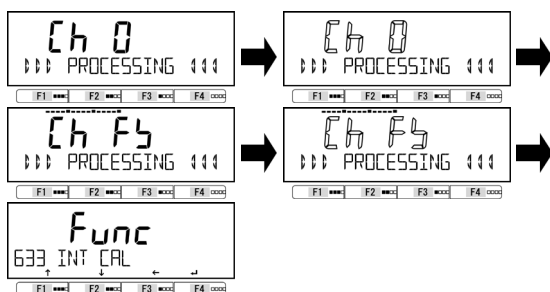 Ch 0
PROCESSING
F1 F2 F3 F4
Ch 0
PROCESSING
F1 F2 F3 F4
Ch FS
PROCESSING
F1 F2 F3 F4
Ch FS
PROCESSING
F1 F2 F3 F4
Func
633 INT CAL
↑ ↓ ← ↵
F1 F2 F3 F4